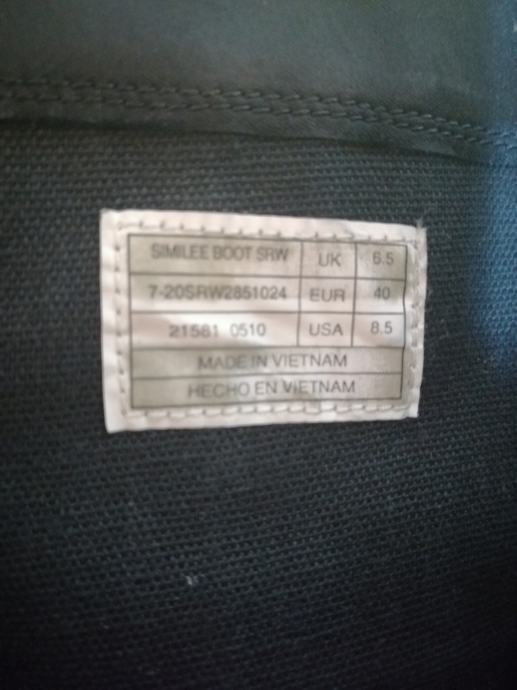 SIMILEE BOOT SRW UK 6.5
7-20SRW2851024 EUR 40
21581 0510 USA 8.5
MADE IN VIETNAM
HECHO EN VIETNAM